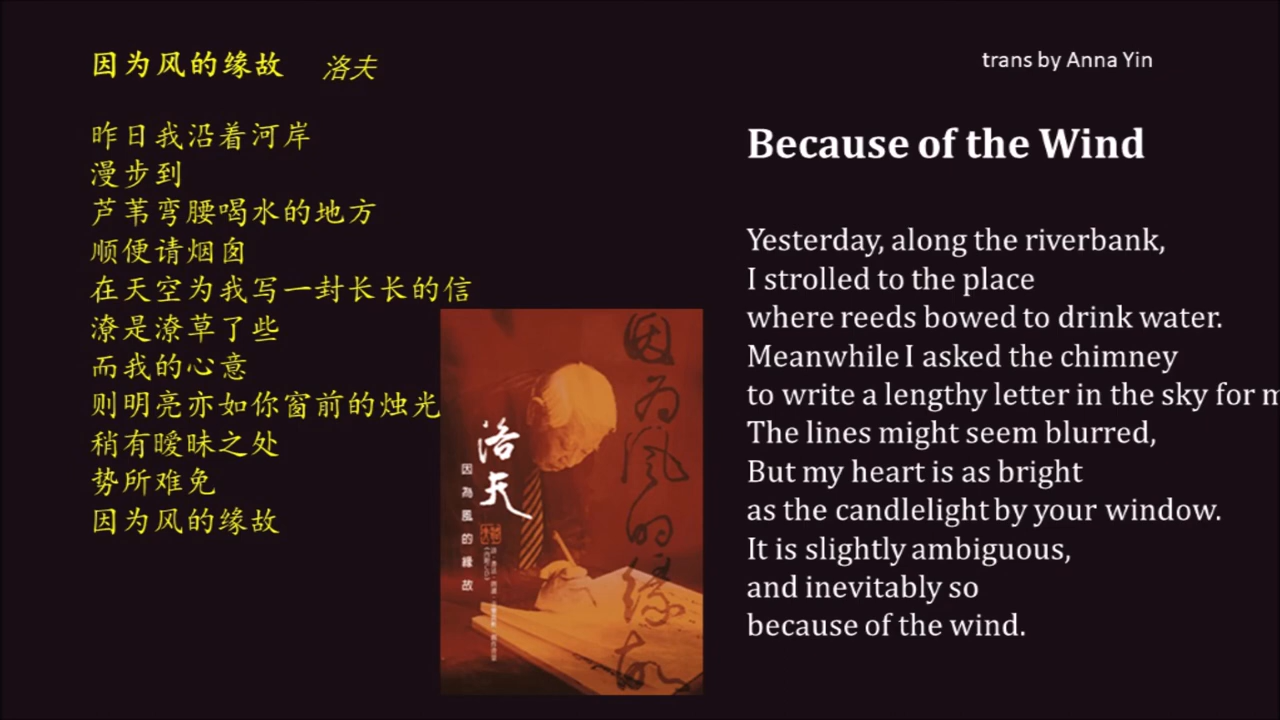 因为风的缘故 洛夫
昨日我沿着河岸
漫步到
芦苇弯腰喝水的地方
顺便请烟囱
在天空为我写一封长长的信
潦是潦草了些
而我的心意
则明亮亦如你窗前的烛光
稍有暧昧之处
势所难免
因为风的缘故
洛夫
因為風的緣故
因为风的缘故
trans by Anna Yin
Because of the Wind
Yesterday, along the riverbank,
I strolled to the place
where reeds bowed to drink water.
Meanwhile I asked the chimney
to write a lengthy letter in the sky for m
The lines might seem blurred,
But my heart is as bright
as the candlelight by your window.
It is slightly ambiguous,
and inevitably so
because of the wind.